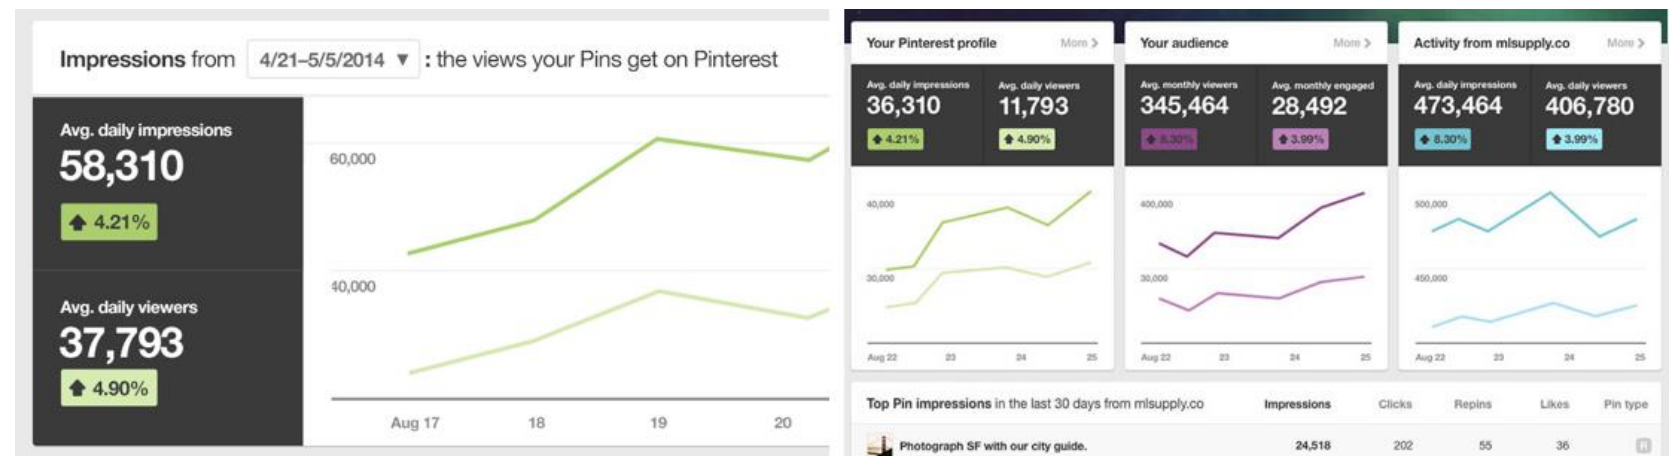 Impressions from 4/21–5/5/2014 ▼ : the views your Pins get on Pinterest
Avg. daily impressions
58,310
4.21%
Avg. daily viewers
37,793
4.90%
60,000
40,000
Aug 17 18 19 20
Your Pinterest profile More >
Avg. daily impressions Avg. daily viewers
36,310 11,793
4.21% 4.90%
40,000
30,000
Aug 22 23 24 25
Your audience More >
Avg. monthly viewers Avg. monthly engaged
345,464 28,492
8.30% 3.99%
400,000
30,000
Aug 22 23 24 25
Activity from mlsupply.co More >
Avg. daily impressions Avg. daily viewers
473,464 406,780
8.30% 3.99%
500,000
450,000
Aug 22 23 24 25
Top Pin impressions in the last 30 days from mlsupply.co Impressions Clicks Repins Likes Pin type
Photograph SF with our city guide. 24,518 202 55 36